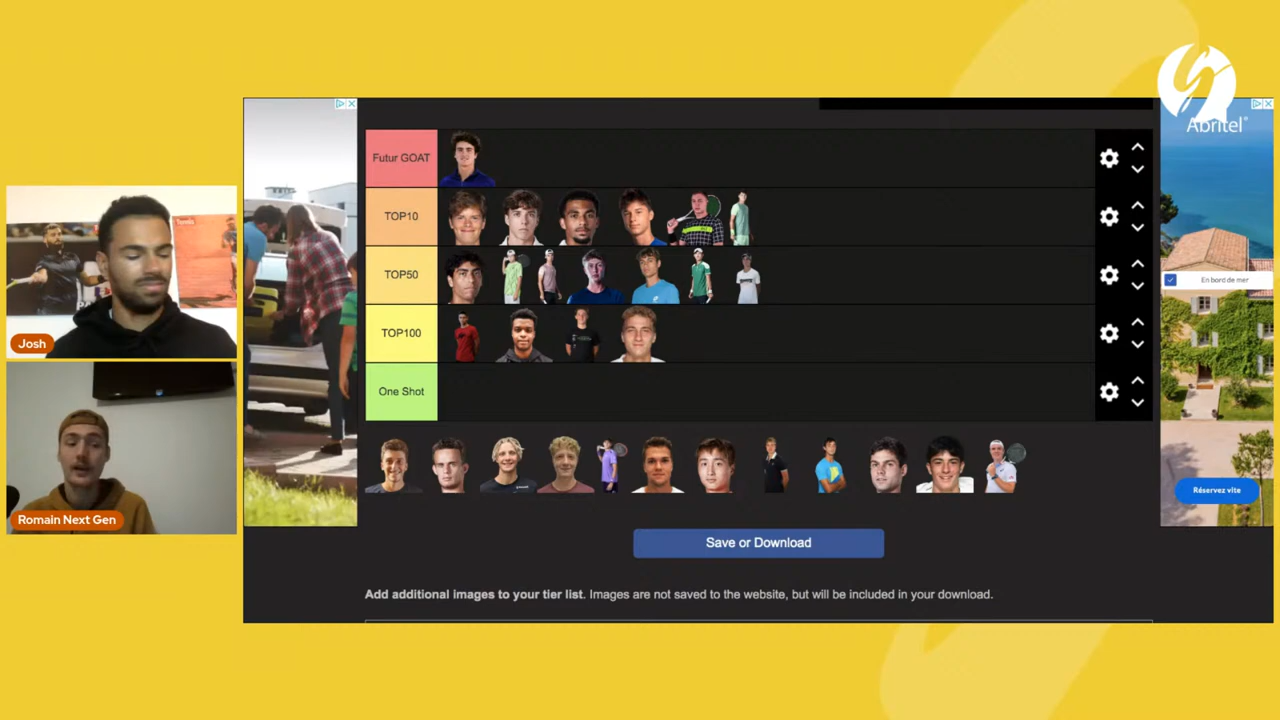 Abritel
Futur GOAT
TOP10
TOP50
En bord de mer
TOP100
Josh
One Shot
Réservez vite
Romain Next Gen
Save or Download
Add additional images to your tier list. Images are not saved to the website, but will be included in your download.